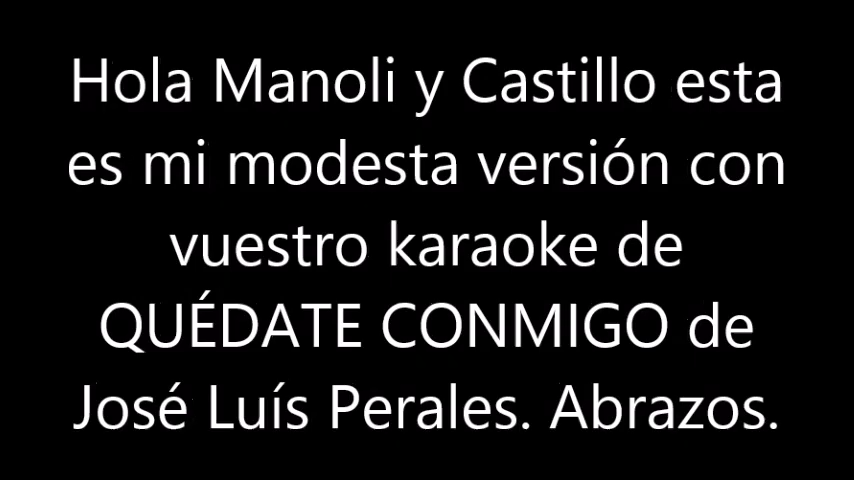 Hola Manoli y Castillo esta
es mi modesta versión con
vuestro karaoke de
QUÉDATE CONMIGO de
José Luís Perales. Abrazos.